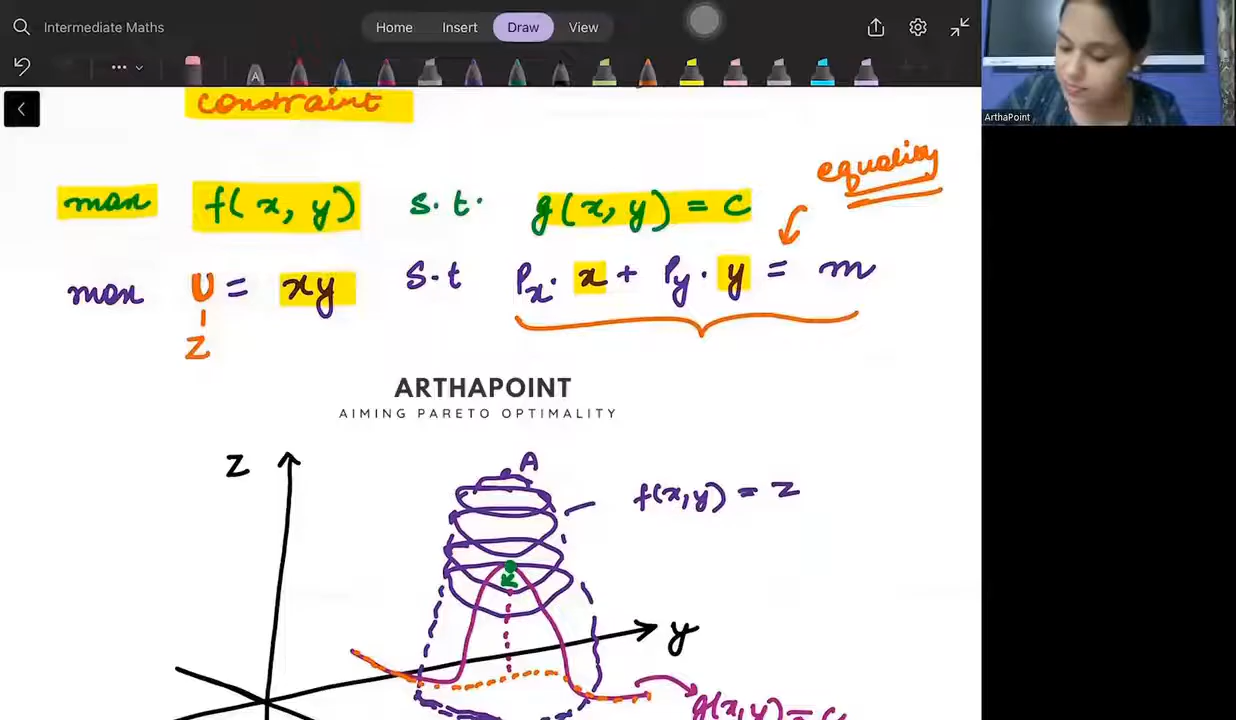 Intermediate Maths
Home Insert Draw View
A
ArthaPoint
constraint
equality
max f(x, y) s.t. g(x, y) = c
max U = xy s.t Px. x + Py. y = m
Z
ARTHAPOINT
AIMING PARETO OPTIMALITY
Z
A
f(x, y) = z
K
y
g(x,y) = c